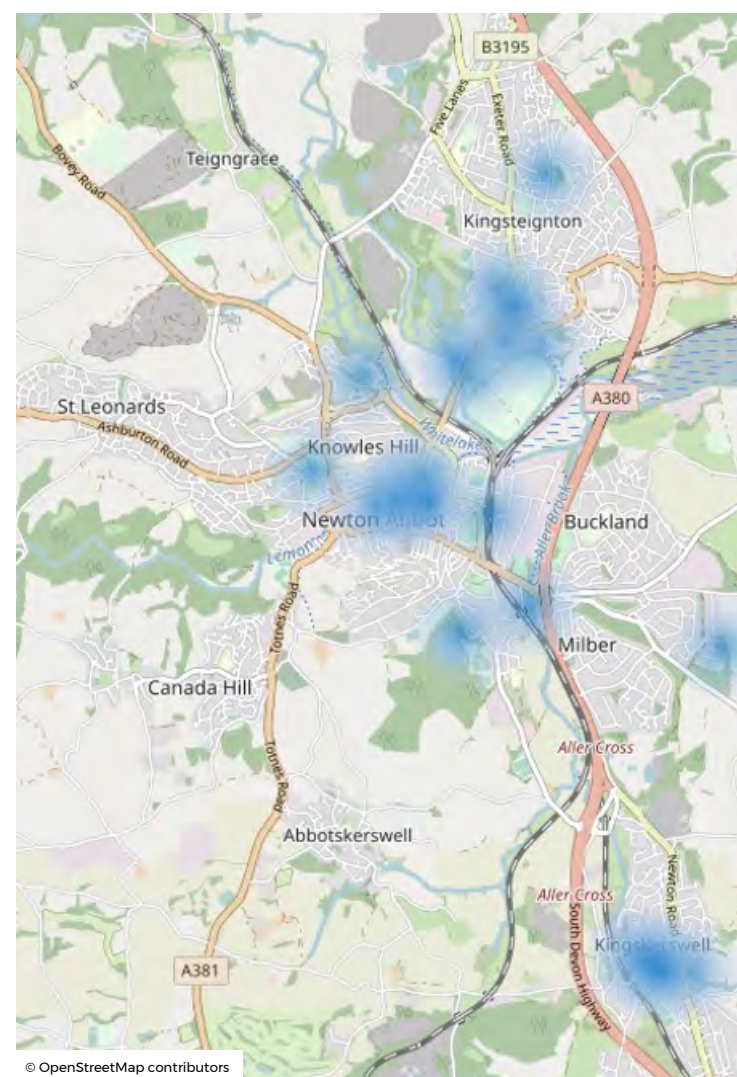 B3195
Five Lanes
Exeter Road
Teigngrace
Bovey Road
Kingsteignton
A380
St Leonards
Ashburton Road
Whitelake
Knowles Hill
Newton Abbot
Aller Brook
Buckland
Lemon
Totnes Road
Milber
Canada Hill
Aller Cross
Totnes Road
Abbotskerswell
Newton Road
Aller Cross
South Devon Highway
Kingskerswell
A381
© OpenStreetMap contributors